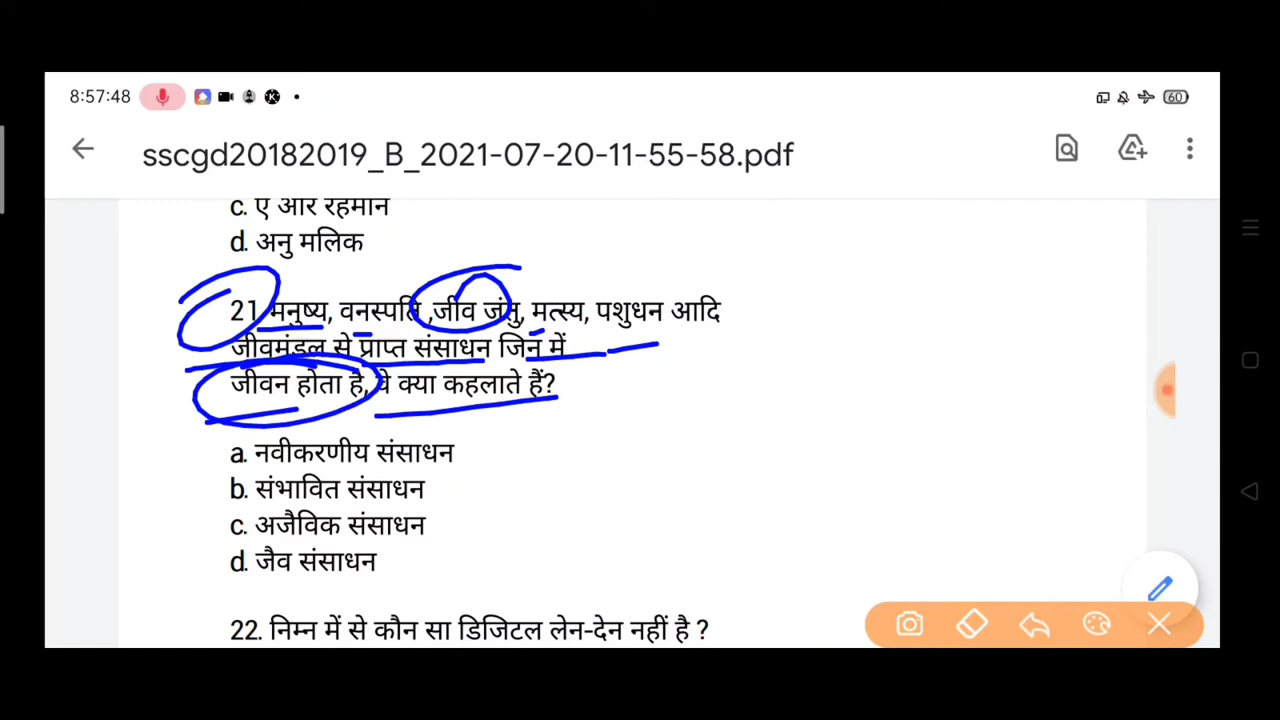 8:57:48
60
sscgd20182019_B_2021-07-20-11-55-58.pdf
c. ए आर रहमान
d. अनु मलिक
21. मनुष्य, वनस्पति ,जीव जंतु, मत्स्य, पशुधन आदि
जीवमंडल से प्राप्त संसाधन जिन में
जीवन होता है, वे क्या कहलाते हैं?
a. नवीकरणीय संसाधन
b. संभावित संसाधन
c. अजैविक संसाधन
d. जैव संसाधन
22. निम्न में से कौन सा डिजिटल लेन-देन नहीं है ?